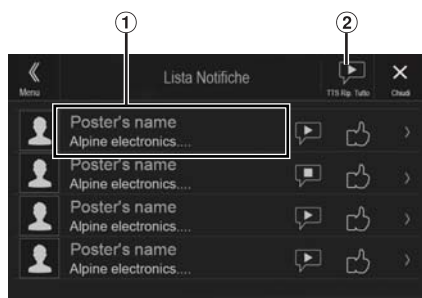 ① ②
Menu Lista Notifiche TTS Rip. Tutto Chiudi
Poster's name
Alpine electronics....
Poster's name
Alpine electronics....
Poster's name
Alpine electronics....
Poster's name
Alpine electronics....